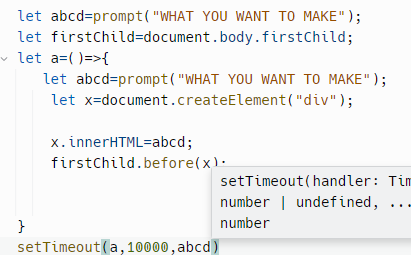 let abcd=prompt("WHAT YOU WANT TO MAKE");
let firstChild=document.body.firstChild;
let a=()=>{
let abcd=prompt("WHAT YOU WANT TO MAKE");
let x=document.createElement("div");
x.innerHTML=abcd;
firstChild.before(x);
setTimeout(handler: Tim
number | undefined, ...
number
}
setTimeout(a,10000,abcd)